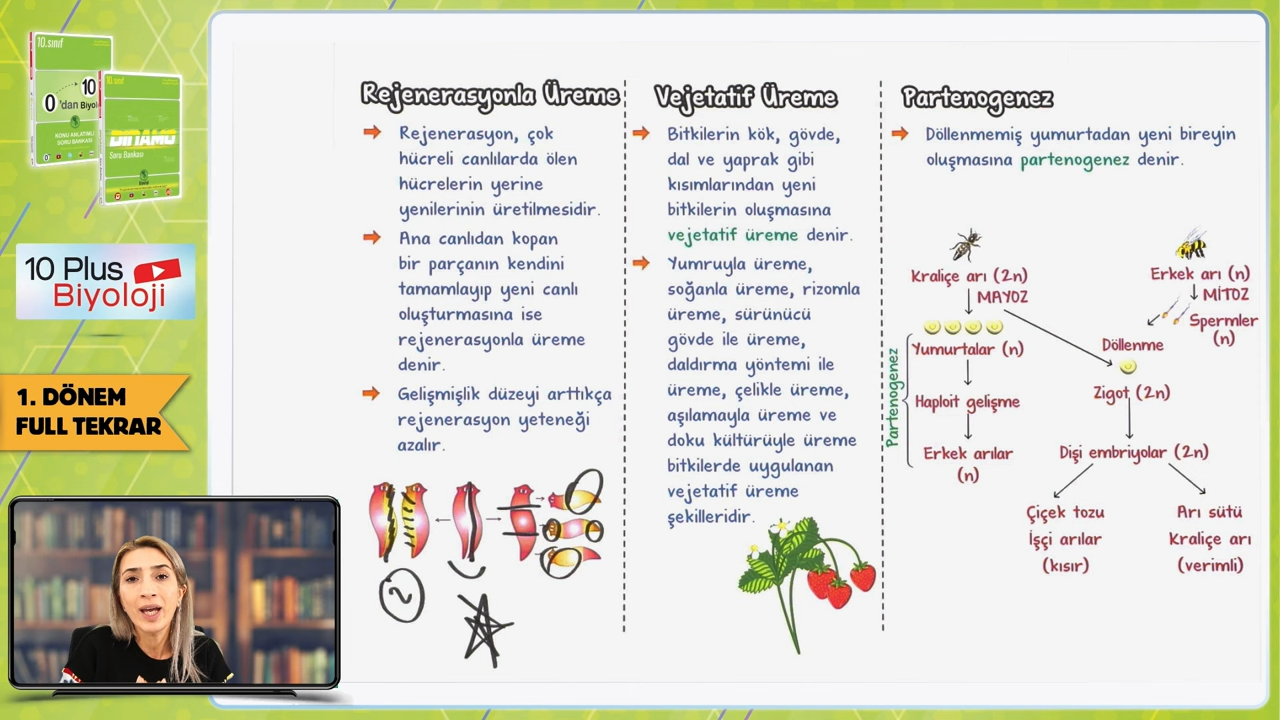 10.sınıf
0 'dan 10
Biyoloji
KONU ANLATIMLI
SORU BANKASI
10.sınıf
DİNAMO
Soru Bankası
10 Plus
Biyoloji
1. DÖNEM
FULL TEKRAR
Rejenerasyonla Üreme
Rejenerasyon, çok
hücreli canlılarda ölen
hücrelerin yerine
yenilerinin üretilmesidir.
Ana canlıdan kopan
bir parçanın kendini
tamamlayıp yeni canlı
oluşturmasına ise
rejenerasyonla üreme
denir.
Gelişmişlik düzeyi arttıkça
rejenerasyon yeteneği
azalır.
2
Vejetatif Üreme
Bitkilerin kök, gövde,
dal ve yaprak gibi
kısımlarından yeni
bitkilerin oluşmasına
vejetatif üreme denir.
Yumruyla üreme,
soğanla üreme, rizomla
üreme, sürünücü
gövde ile üreme,
daldırma yöntemi ile
üreme, çelikle üreme,
aşılamayla üreme ve
doku kültürüyle üreme
bitkilerde uygulanan
vejetatif üreme
şekilleridir.
Partenogenez
Döllenmemiş yumurtadan yeni bireyin
oluşmasına partenogenez denir.
Kraliçe arı (2n)
MAYOZ
Yumurtalar (n)
Haploit gelişme
Erkek arılar
(n)
Partenogenez
Erkek arı (n)
MİTOZ
Spermler
(n)
Döllenme
Zigot (2n)
Dişi embriyolar (2n)
Çiçek tozu
İşçi arılar
(kısır)
Arı sütü
Kraliçe arı
(verimli)